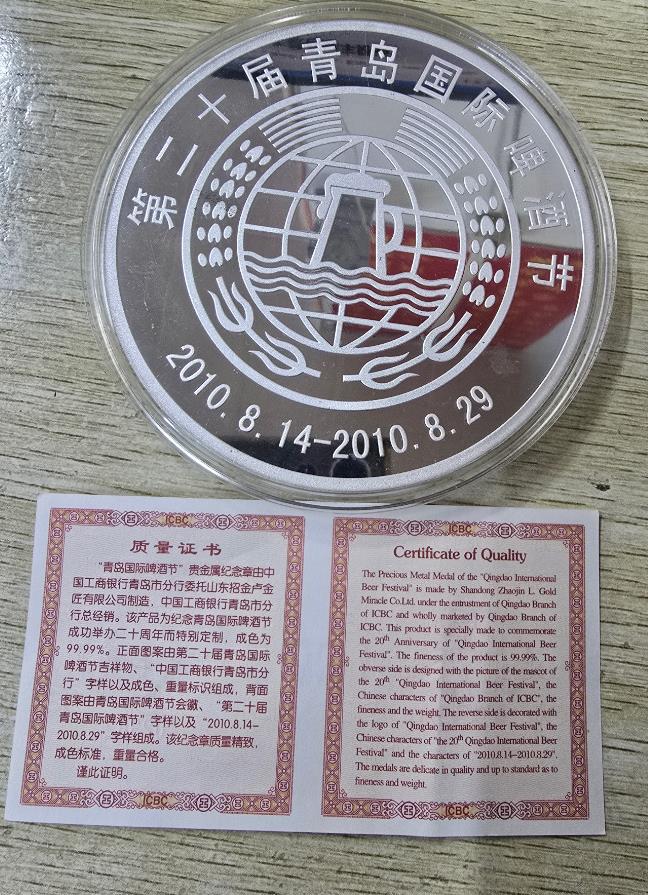 第二十届青岛国际啤酒节
2010.8.14-2010.8.29
ICBC
质量证书
“青岛国际啤酒节”贵金属纪念章由中
国工商银行青岛市分行委托山东招金卢金
匠有限公司制造，中国工商银行青岛市分
行总经销。该产品为纪念青岛国际啤酒节
成功举办二十周年而特别定制，成色为
99.99%。正面图案由第二十届青岛国际
啤酒节吉祥物、“中国工商银行青岛市分
行”字样以及成色、重量标识组成，背面
图案由青岛国际啤酒节会徽、“第二十届
青岛国际啤酒节”字样以及“2010.8.14–
2010.8.29”字样组成。该纪念章质量精致，
成色标准，重量合格。
谨此证明。
ICBC
ICBC
Certificate of Quality
The Precious Metal Medal of the "Qingdao International
Beer Festival" is made by Shandong Zhaojin L. Gold
Miracle Co.Ltd. under the entrustment of Qingdao Branch
of ICBC and wholly marketed by Qingdao Branch of
ICBC. This product is specially made to commemorate
the 20th Anniversary of "Qingdao International Beer
Festival". The fineness of the product is 99.99%. The
obverse side is designed with the picture of the mascot of
the 20th "Qingdao International Beer Festival", the
Chinese characters of "Qingdao Branch of ICBC", the
fineness and the weight. The reverse side is decorated with
the logo of "Qingdao International Beer Festival", the
Chinese characters of "the 20th Qingdao International Beer
Festival" and the characters of "2010.8.14–2010.8.29".
The medals are delicate in quality and up to standard as to
fineness and weight.
ICBC